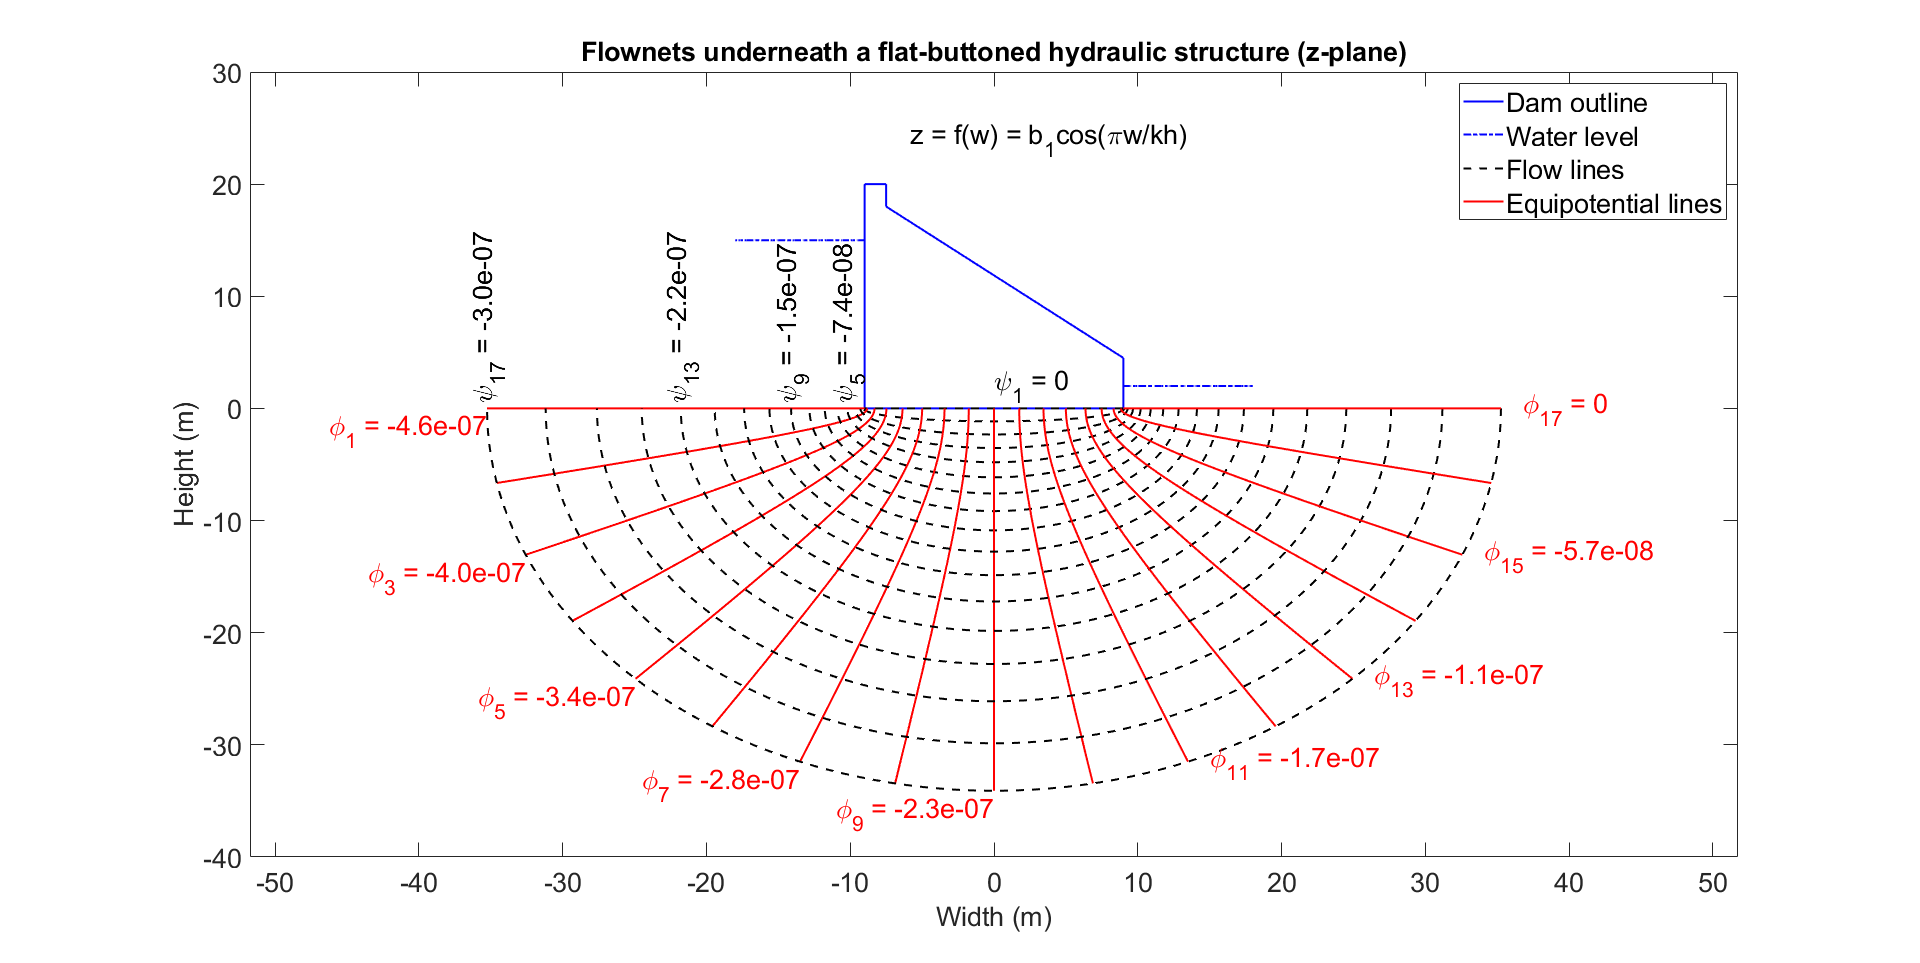 Flownets underneath a flat-buttoned hydraulic structure (z-plane)
z = f(w) = b₁cos(πw/kh)
Dam outline
Water level
Flow lines
Equipotential lines
30
20
10
0
-10
-20
-30
-40
Height (m)
ψ₁₇ = -3.0e-07
ψ₁₃ = -2.2e-07
ψ₉ = -1.5e-07
ψ₅ = -7.4e-08
ψ₁ = 0
ϕ₁ = -4.6e-07
ϕ₃ = -4.0e-07
ϕ₅ = -3.4e-07
ϕ₇ = -2.8e-07
ϕ₉ = -2.3e-07
ϕ₁₁ = -1.7e-07
ϕ₁₃ = -1.1e-07
ϕ₁₅ = -5.7e-08
ϕ₁₇ = 0
-50 -40 -30 -20 -10 0 10 20 30 40 50
Width (m)